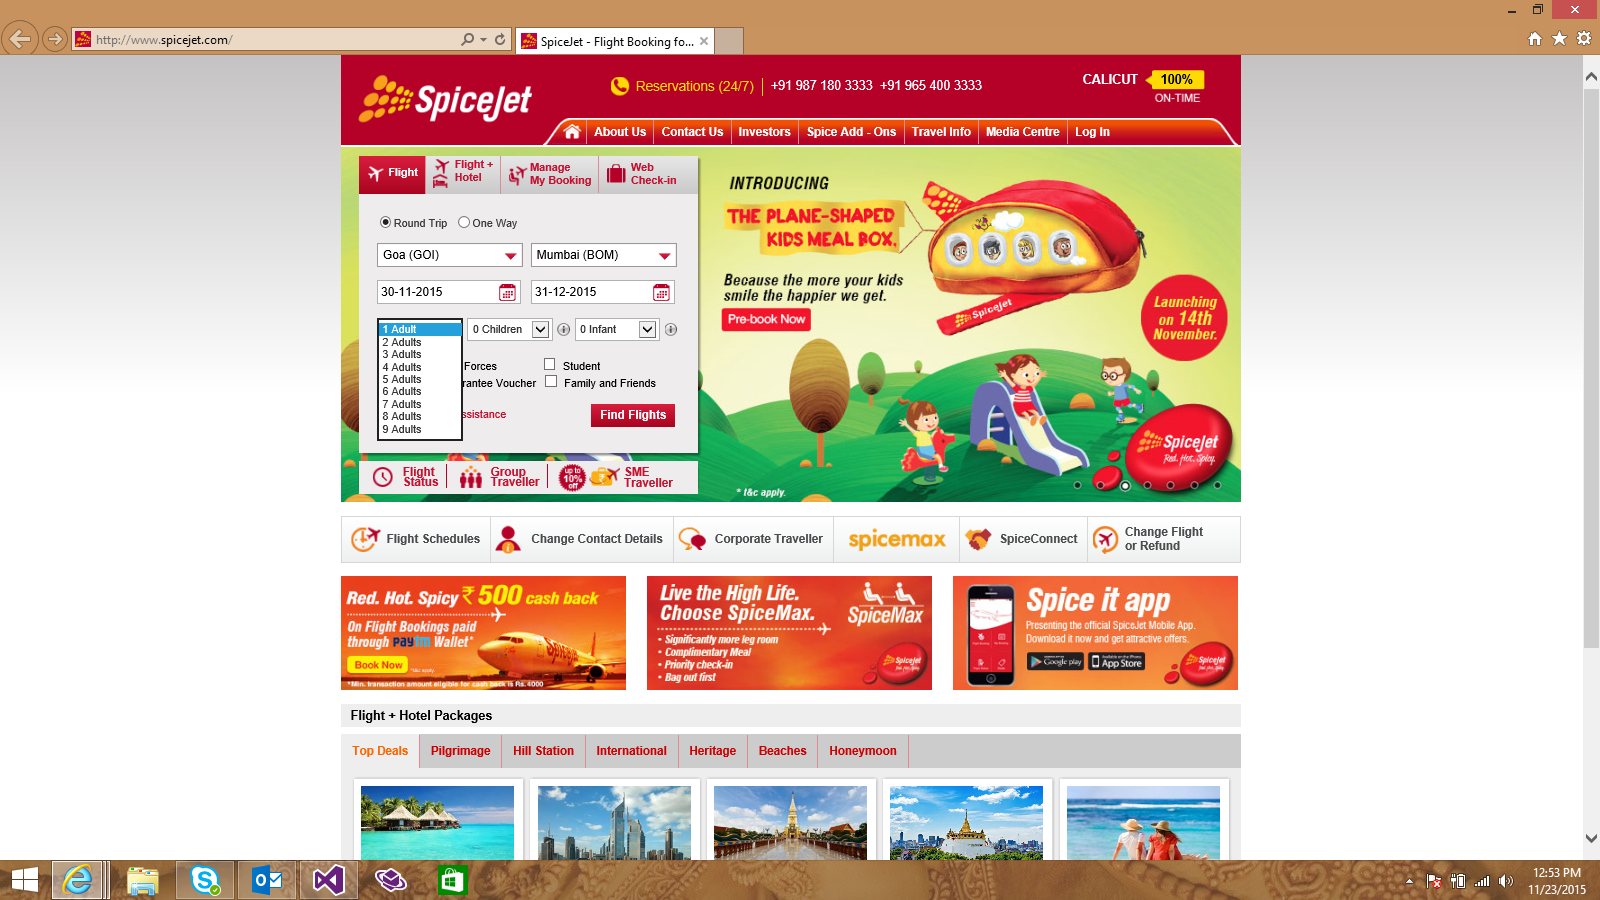 http://www.spicejet.com/
SpiceJet - Flight Booking fo...
SpiceJet
Reservations (24/7) +91 987 180 3333 +91 965 400 3333
CALICUT 100%
ON-TIME
About Us Contact Us Investors Spice Add - Ons Travel Info Media Centre Log In
Flight
Flight +
Hotel
Manage
My Booking
Web
Check-in
Round Trip One Way
Goa (GOI) Mumbai (BOM)
30-11-2015 31-12-2015
1 Adult
2 Adults
3 Adults
4 Adults
5 Adults
6 Adults
7 Adults
8 Adults
9 Adults
0 Children 0 Infant
Forces Student
rantee Voucher Family and Friends
ssistance
Find Flights
Flight
Status
Group
Traveller
up to
10%
off
SME
Traveller
INTRODUCING
THE PLANE-SHAPED
KIDS MEAL BOX.
Because the more your kids
smile the happier we get.
Pre-book Now
SpiceJet
Launching
on 14th
November.
SpiceJet
Red. Hot. Spicy.
* t&c apply.
Flight Schedules
Change Contact Details
Corporate Traveller
spicemax
SpiceConnect
Change Flight
or Refund
Red. Hot. Spicy ₹ 500 cash back
On Flight Bookings paid
through paytm Wallet*
Book Now
*t&c apply
*Min. transaction amount eligible for cash back is Rs. 4000
Live the High Life.
Choose SpiceMax.
• Significantly more leg room
• Complimentary Meal
• Priority check-in
• Bag out first
SpiceMax
SpiceJet
Spice it app
Presenting the official SpiceJet Mobile App.
Download it now and get attractive offers.
Google play
App Store
SpiceJet
Flight + Hotel Packages
Top Deals Pilgrimage Hill Station International Heritage Beaches Honeymoon
12:53 PM
11/23/2015